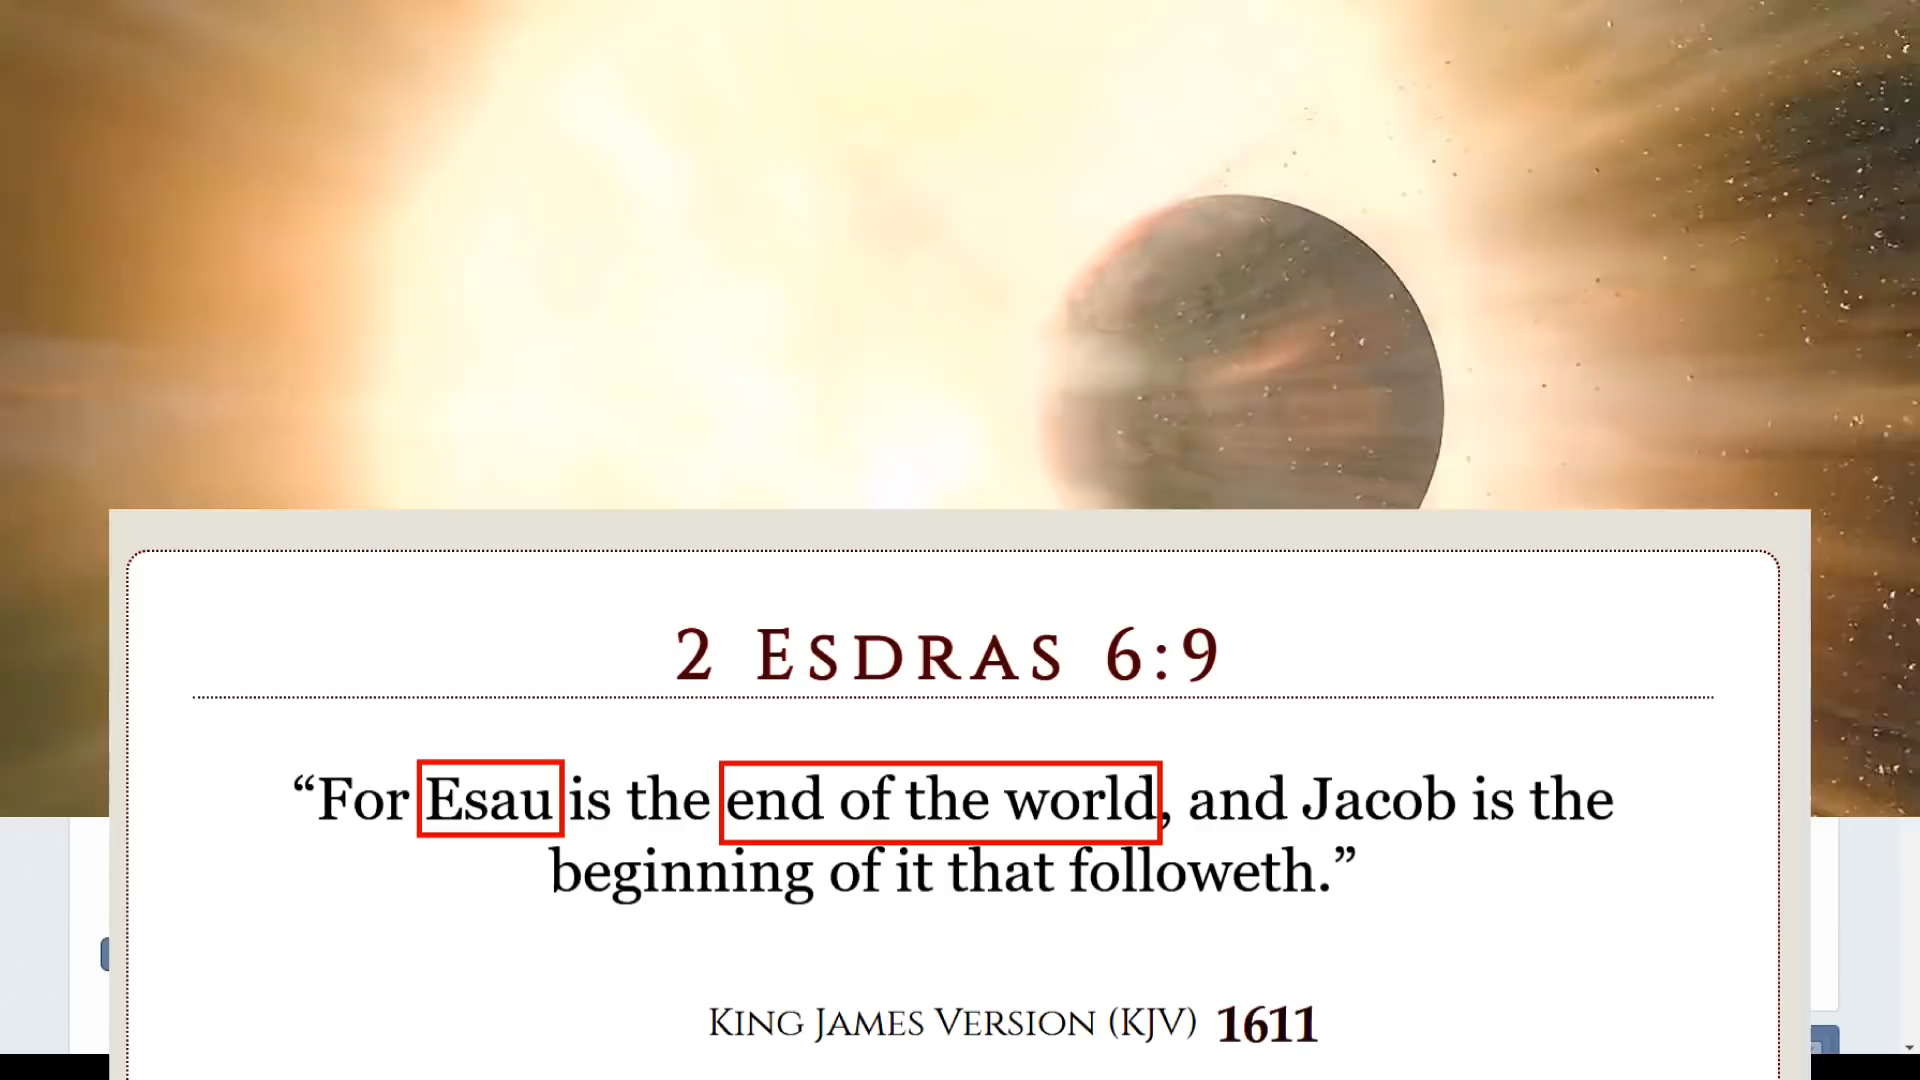 2 Esdras 6:9
“For Esau is the end of the world, and Jacob is the
beginning of it that followeth.”
King James Version (KJV) 1611